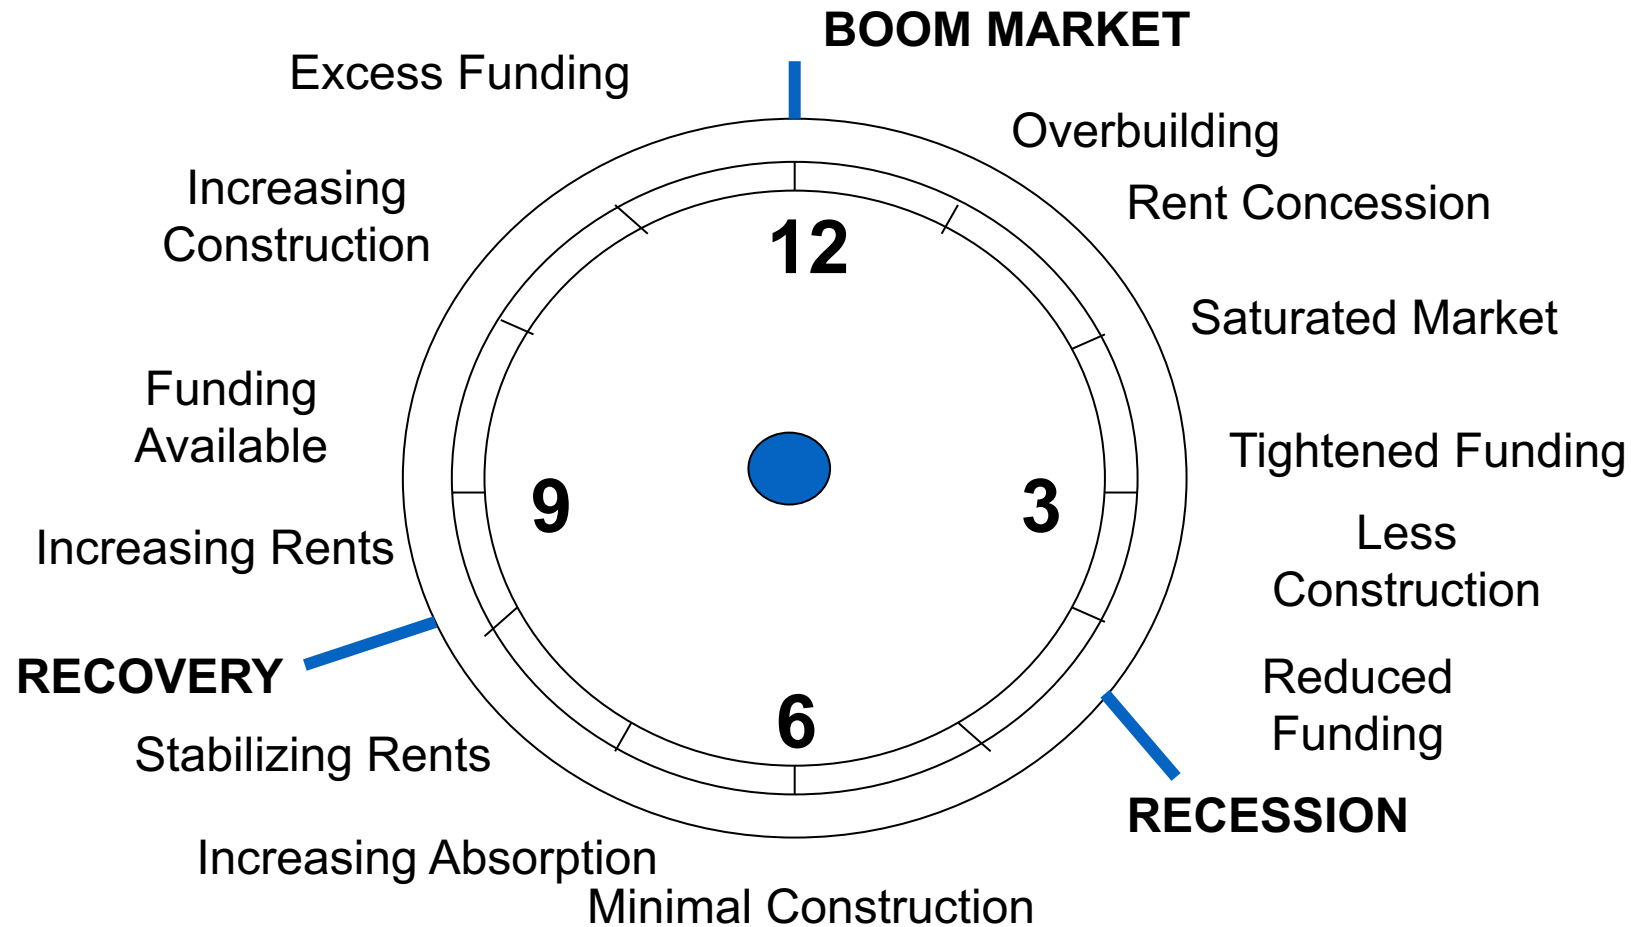 BOOM MARKET
Excess Funding
Overbuilding
Increasing
Construction
Rent Concession
12
Saturated Market
Funding
Available
Tightened Funding
9
3
Increasing Rents
Less
Construction
RECOVERY
Reduced
Funding
6
Stabilizing Rents
RECESSION
Increasing Absorption
Minimal Construction